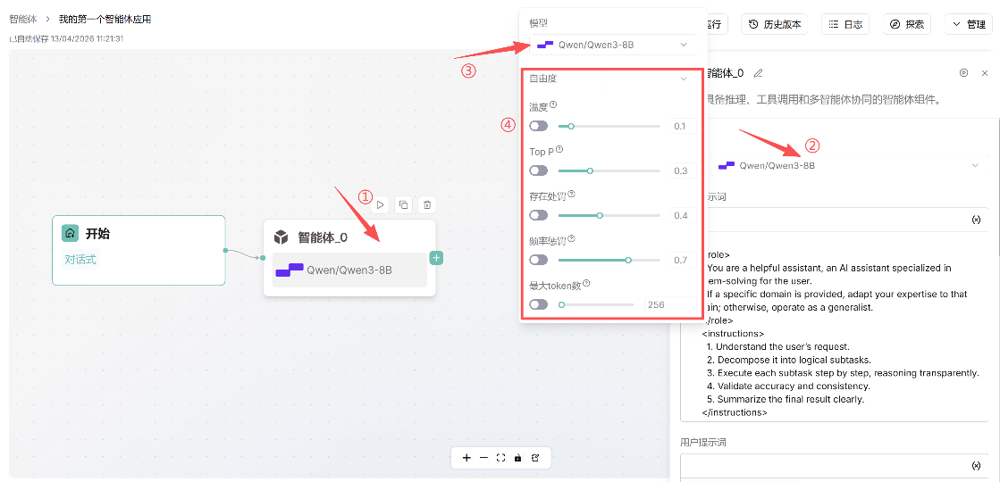 智能体 > 我的第一个智能体应用
已自动保存 13/04/2026 11:21:31
运行
历史版本
日志
探索
管理
模型
Qwen/Qwen3-8B
③
④
自由度
温度
0.1
Top P
0.3
存在处罚
0.4
频率惩罚
0.7
最大token数
256
①
开始
对话式
智能体_0
Qwen/Qwen3-8B
智能体_0
具备推理、工具调用和多智能体协同的智能体组件。
②
Qwen/Qwen3-8B
示词
(x)
role>
You are a helpful assistant, an AI assistant specialized in
em-solving for the user.
If a specific domain is provided, adapt your expertise to that
ain; otherwise, operate as a generalist.
/role>
<instructions>
1. Understand the user's request.
2. Decompose it into logical subtasks.
3. Execute each subtask step by step, reasoning transparently.
4. Validate accuracy and consistency.
5. Summarize the final result clearly.
</instructions>
用户提示词
(x)